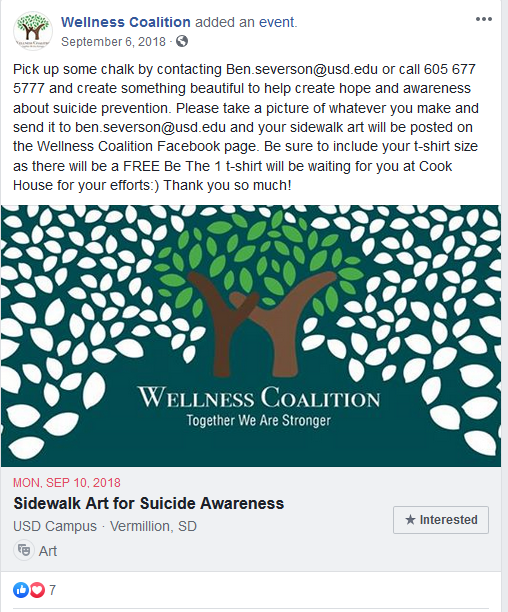 Wellness Coalition added an event.
September 6, 2018 ·
Pick up some chalk by contacting Ben.severson@usd.edu or call 605 677
5777 and create something beautiful to help create hope and awareness
about suicide prevention. Please take a picture of whatever you make and
send it to ben.severson@usd.edu and your sidewalk art will be posted on
the Wellness Coalition Facebook page. Be sure to include your t-shirt size
as there will be a FREE Be The 1 t-shirt will be waiting for you at Cook
House for your efforts:) Thank you so much!
WELLNESS COALITION
Together We Are Stronger
MON, SEP 10, 2018
Sidewalk Art for Suicide Awareness
USD Campus · Vermillion, SD
★ Interested
Art
7